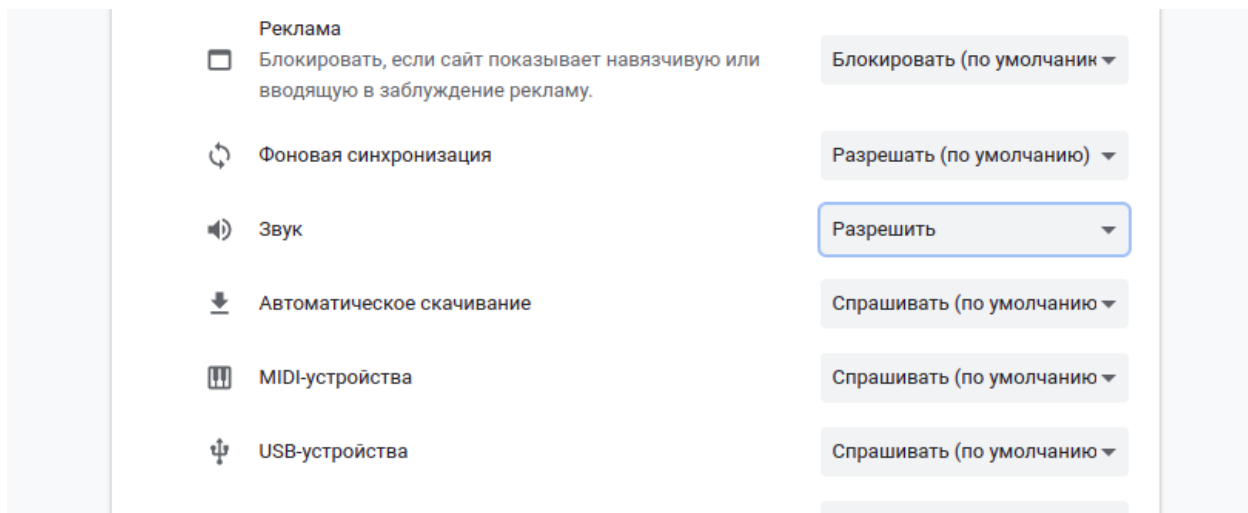 Реклама
Блокировать, если сайт показывает навязчивую или
Блокировать (по умолчани
вводящую в заблуждение рекламу.
Фоновая синхронизация
Разрешать (по умолчанию)
Звук
Разрешить
Автоматическое скачивание
Спрашивать (по умолчанию
MIDI-устройства
Спрашивать (по умолчанию
USB-устройства
Спрашивать (по умолчанию